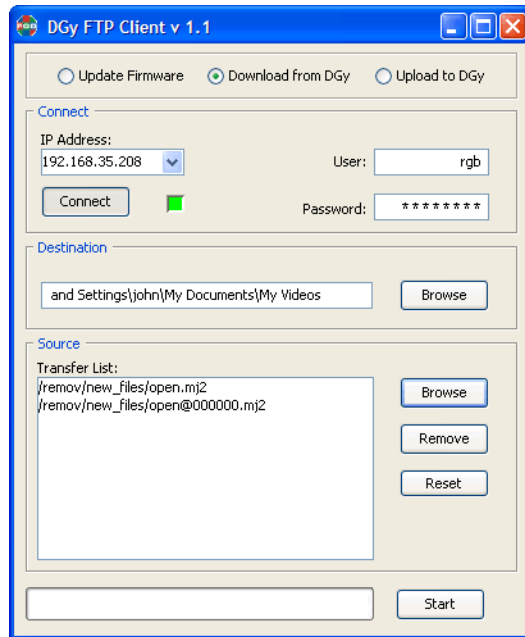 DGy FTP Client v 1.1
Update Firmware Download from DGy Upload to DGy
Connect
IP Address:
192.168.35.208 User: rgb
Connect Password: ********
Destination
and Settings\john\My Documents\My Videos Browse
Source
Transfer List:
/remov/new_files/open.mj2 Browse
/remov/new_files/open@000000.mj2
Remove
Reset
Start